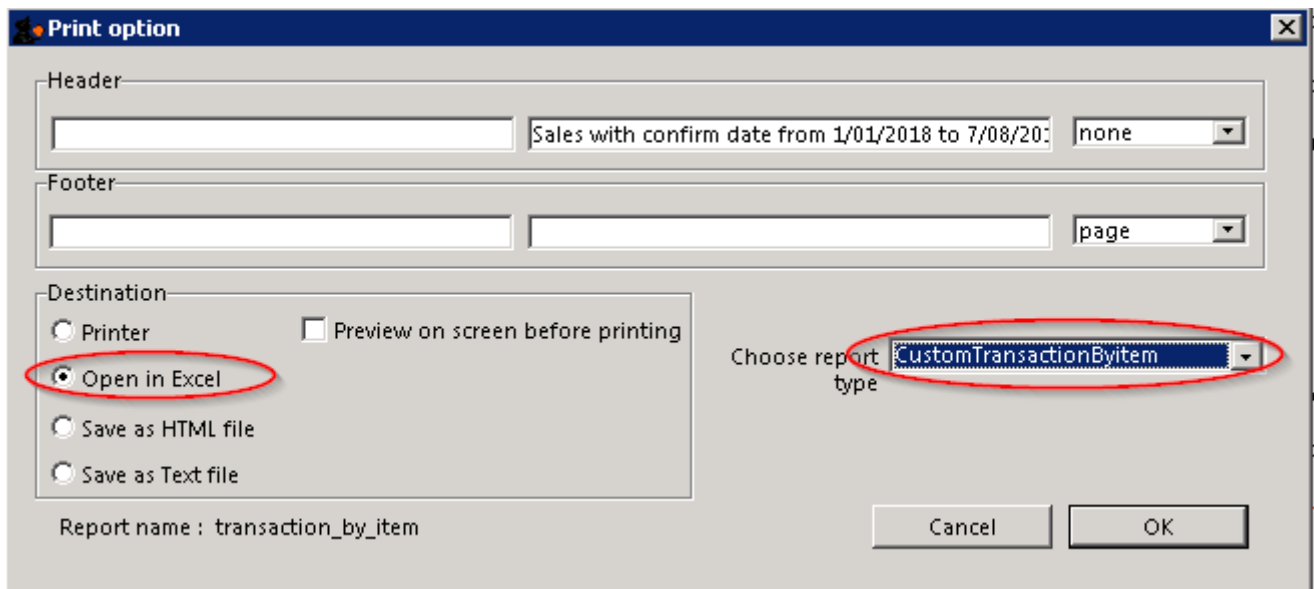 Print option
Header
Sales with confirm date from 1/01/2018 to 7/08/201
none
Footer
page
Destination
Printer
Preview on screen before printing
Open in Excel
Choose report type
CustomTransactionByitem
Save as HTML file
Save as Text file
Report name : transaction_by_item
Cancel
OK